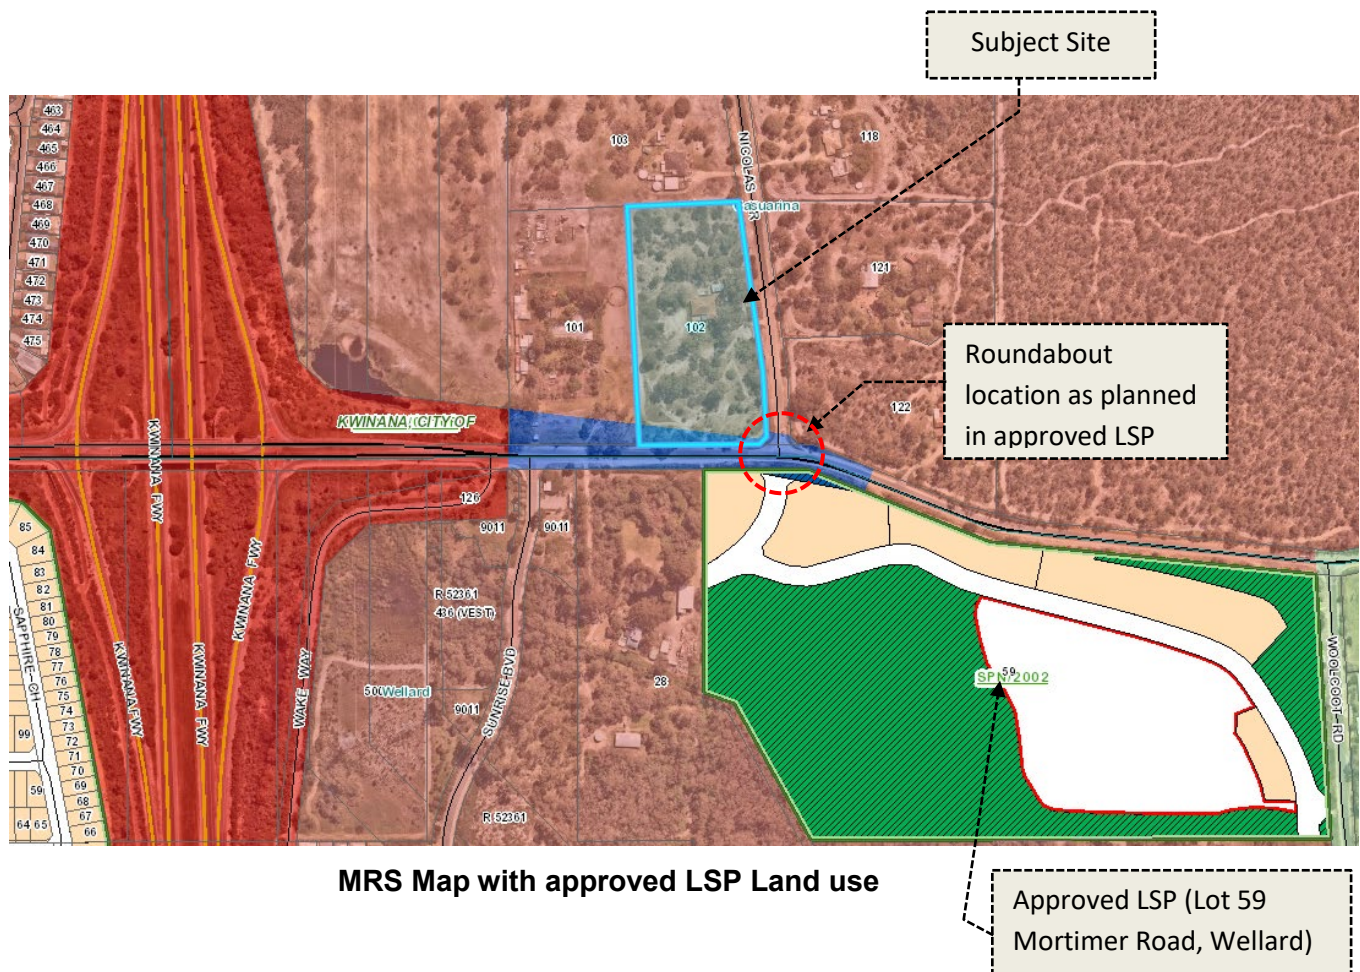 Subject Site
463
464
465
466
467
468
469
470
471
472
473
474
475
103
118
NICOLAS DR
asuarina
121
101
102
Roundabout
location as planned
in approved LSP
122
KWINANA, CITY OF
KWINANA FWY
KWINANA FWY
126
9011
9011
85
84
83
82
81
80
79
78
77
76
75
74
73
72
71
70
69
68
67
66
99
59
64 65
SAPPHIRE-CH
KWINANA FWY
KWINANA FWY
KWINANA FWY
WAKE WAY
R 52361
436 (VEST)
Wellard
9011
SUNRISE BVD
28
R 52361
59
SPN/2002
WOOLCOOT-RD
MRS Map with approved LSP Land use
Approved LSP (Lot 59
Mortimer Road, Wellard)